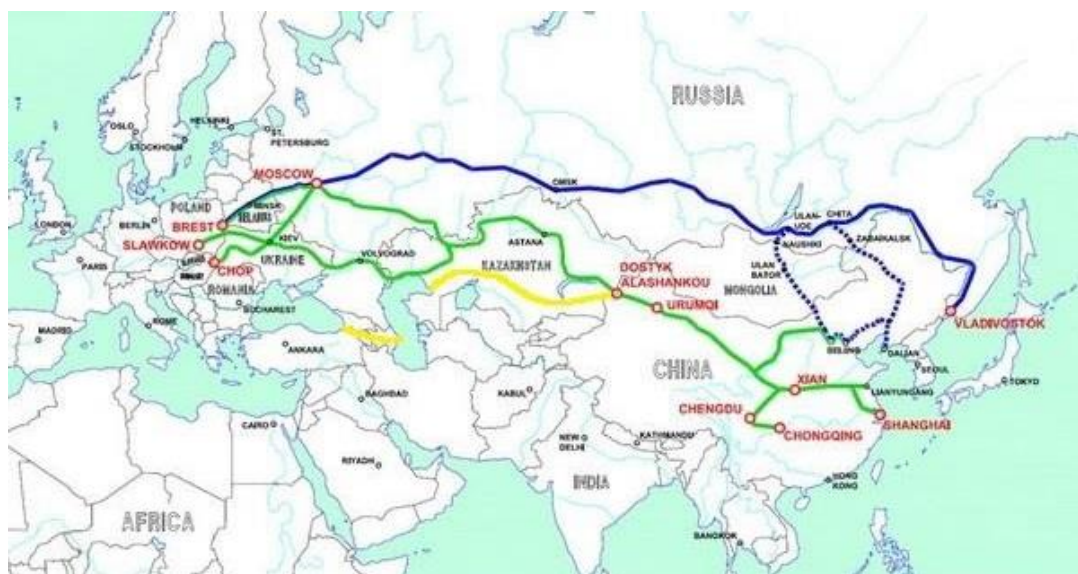 RUSSIA
OSLO
HELSINKI
ST.
PETERSBURG
STOCKHOLM
MOSCOW
OMSK
ULAN-
UDE
CHITA
NAUSHKI
ZABAIKALSK
LONDON
BERLIN
POLAND
MINSK
BELARUS
BREST
SLAWKOW
KIEV
CHOP
UKRAINE
VOLVOGRAD
ASTANA
KAZAKHSTAN
DOSTYK
ALASHANKOU
URUMQI
ULAN
BATOR
MONGOLIA
VLADIVOSTOK
PARIS
ROMANIA
BUCHAREST
ROME
MADRID
ANKARA
BEIJING
DALIAN
SEOUL
TOKYO
CHINA
XIAN
LIANYUNGANG
BAGHDAD
KABUL
CHENGDU
CHONGQING
SHANGHAI
CAIRO
NEW
DELHI
KATHMANDU
RIYADH
INDIA
HONG
KONG
AFRICA
BANGKOK